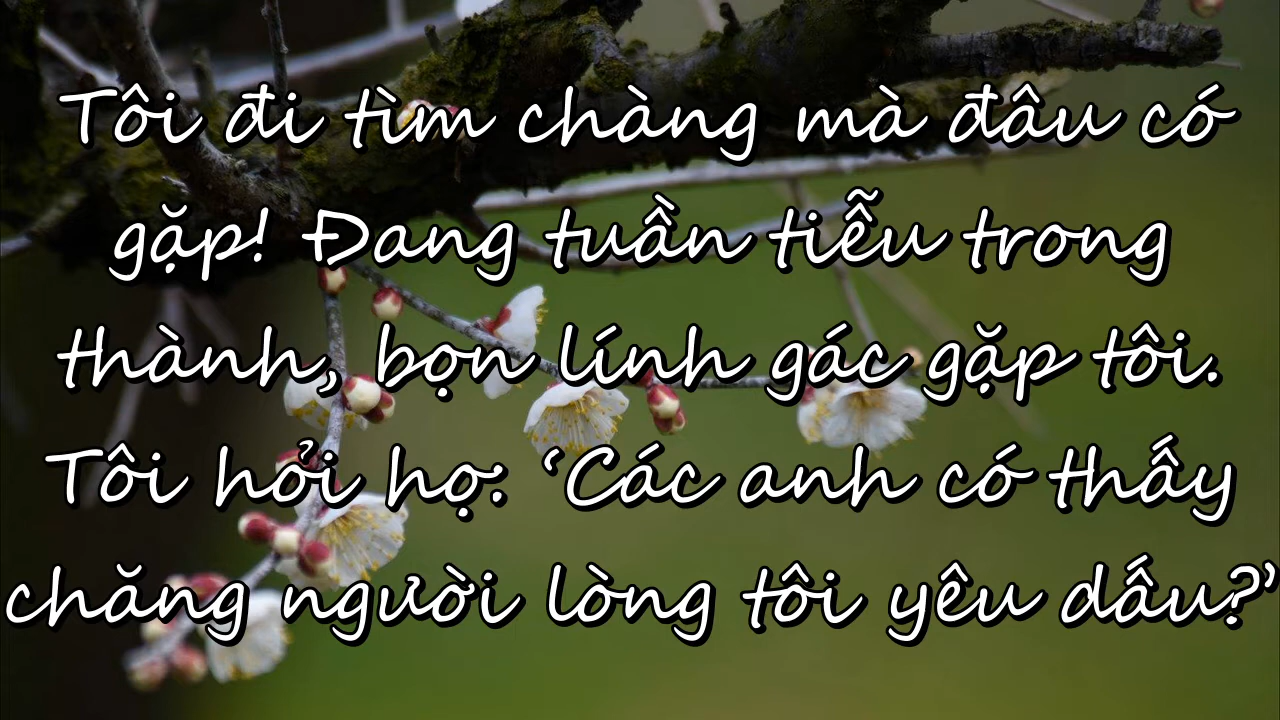 Tôi đi tìm chàng mà đâu có
gặp! Đang tuần tiễu trong
thành, bọn lính gác gặp tôi.
Tôi hỏi họ: ‘Các anh có thấy
chăng người lòng tôi yêu dấu?’